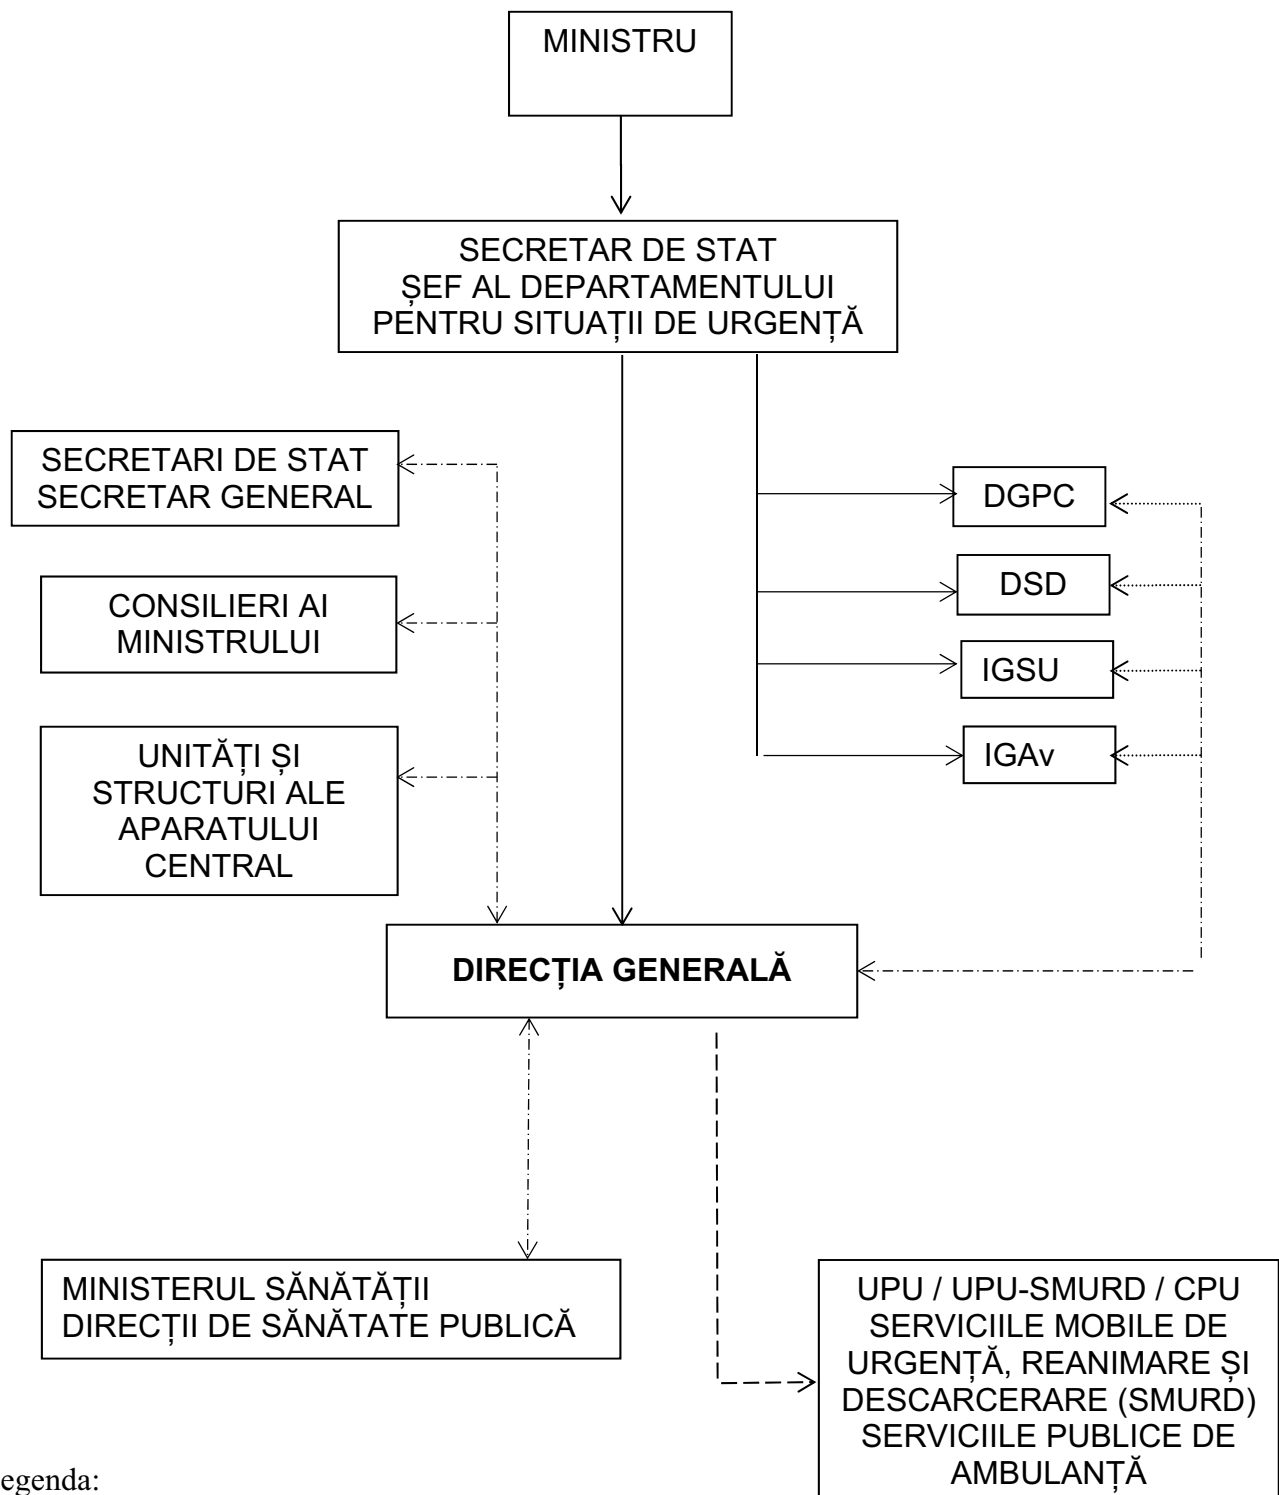 MINISTRU
SECRETAR DE STAT
ȘEF AL DEPARTAMENTULUI
PENTRU SITUAȚII DE URGENȚĂ
SECRETARI DE STAT
SECRETAR GENERAL
CONSILIERI AI
MINISTRULUI
UNITĂȚI ȘI
STRUCTURI ALE
APARATULUI
CENTRAL
DGPC
DSD
IGSU
IGAv
DIRECȚIA GENERALĂ
MINISTERUL SĂNĂTĂȚII
DIRECȚII DE SĂNĂTATE PUBLICĂ
UPU / UPU-SMURD / CPU
SERVICIILE MOBILE DE
URGENȚĂ, REANIMARE ȘI
DESCARCERARE (SMURD)
SERVICIILE PUBLICE DE
AMBULANȚĂ
egenda: